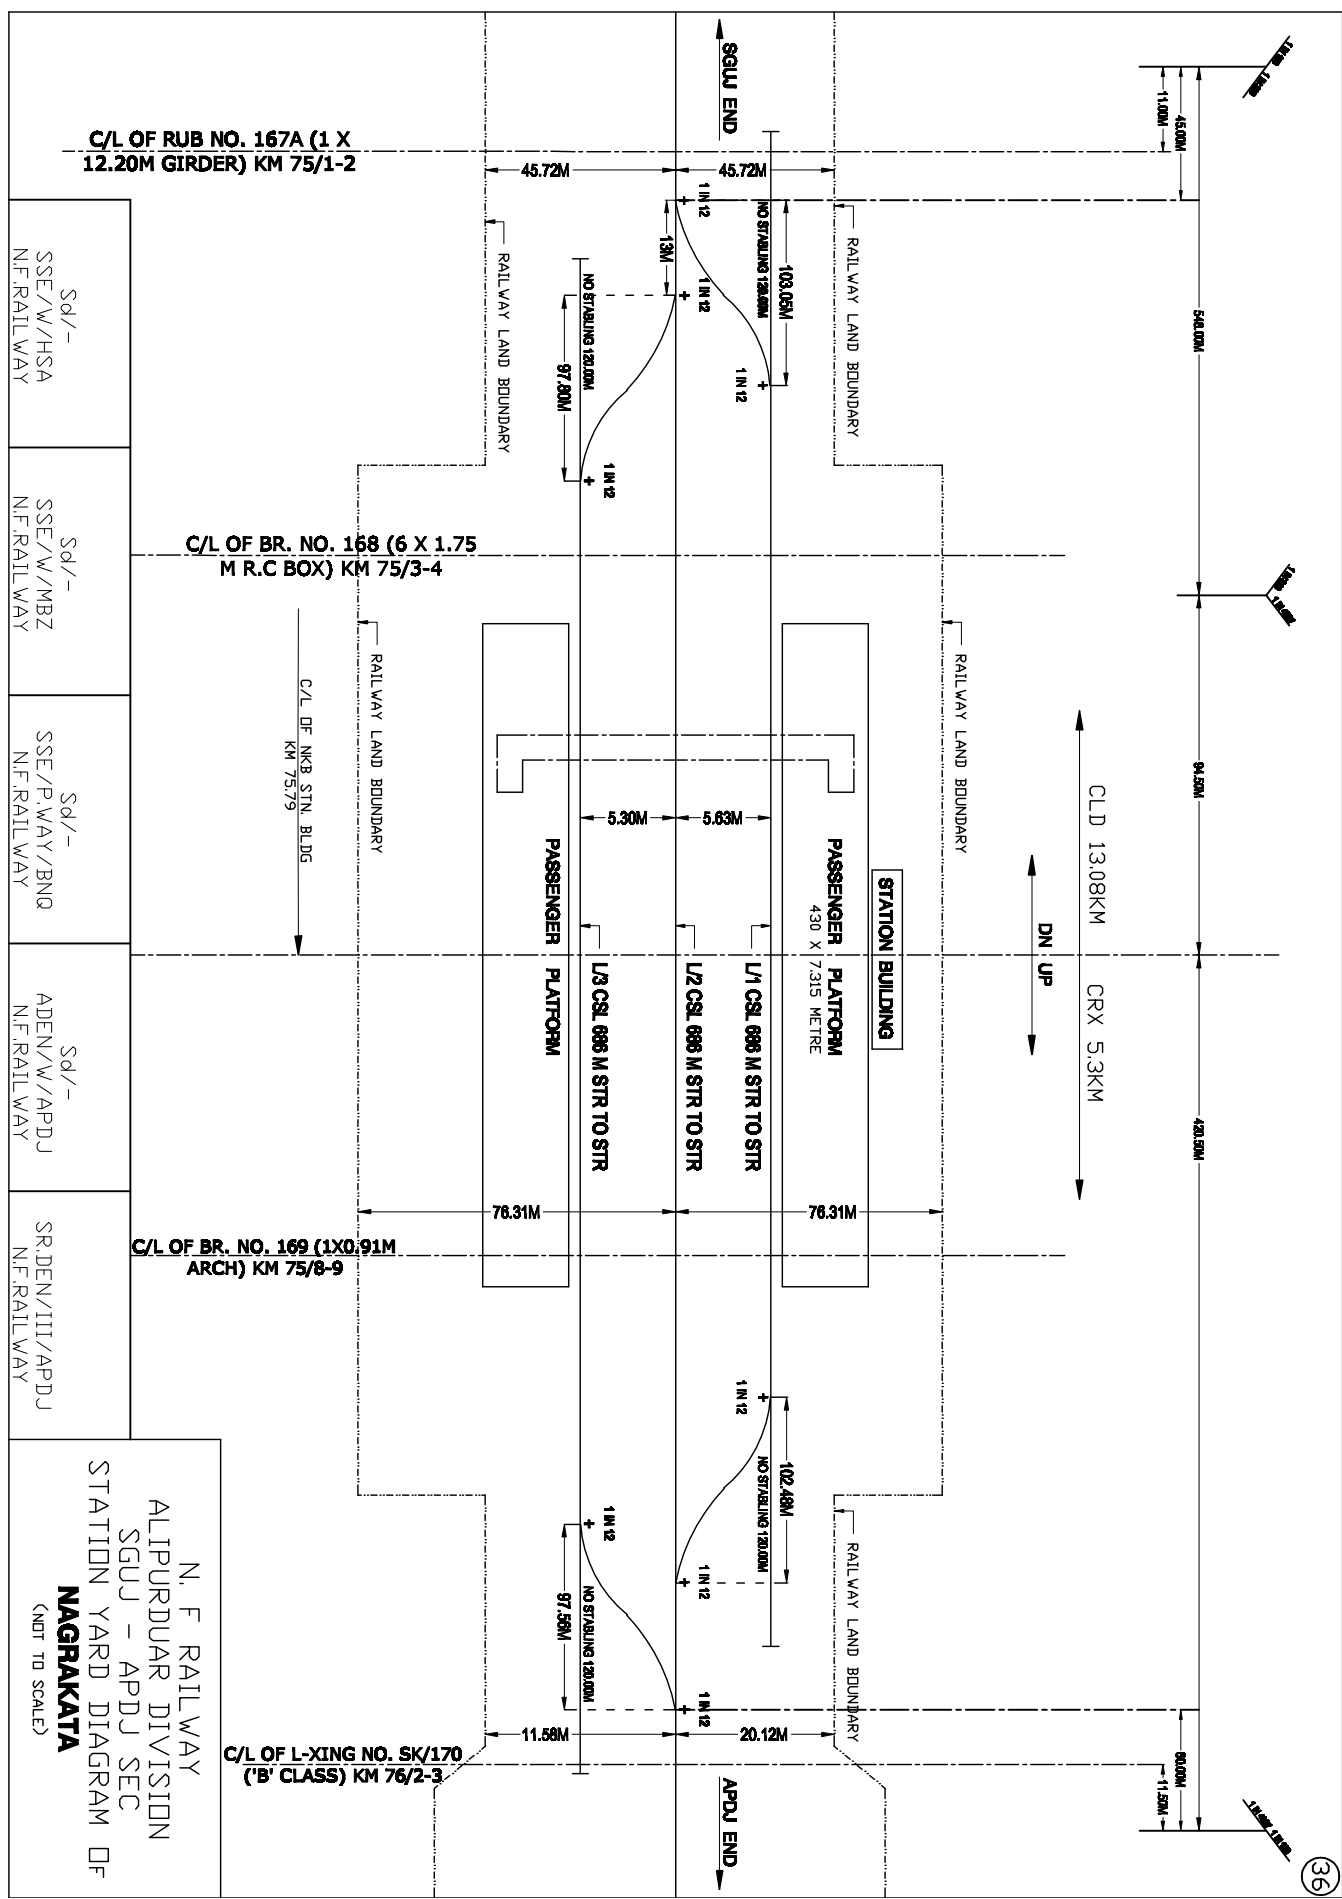 36
SGUJ END
APDJ END
11.00M
45.00M
548.00M
94.50M
420.50M
60.00M
11.50M
C/L OF RUB NO. 167A (1 X
12.20M GIRDER) KM 75/1-2
45.72M
45.72M
1 IN 12
13M
1 IN 12
NO STABLING 120.00M
103.05M
1 IN 12
RAILWAY LAND BOUNDARY
RAILWAY LAND BOUNDARY
NO STABLING 120.00M
97.80M
1 IN 12
C/L OF BR. NO. 168 (6 X 1.75
M R.C BOX) KM 75/3-4
RAILWAY LAND BOUNDARY
RAILWAY LAND BOUNDARY
C/L OF NKB STN. BLDG
KM 75.79
CLD 13.08KM
CRX 5.3KM
DN UP
STATION BUILDING
PASSENGER PLATFORM
430 X 7.315 METRE
5.30M
5.63M
L/1 CSL 686 M STR TO STR
L/2 CSL 686 M STR TO STR
L/3 CSL 686 M STR TO STR
PASSENGER PLATFORM
76.31M
76.31M
C/L OF BR. NO. 169 (1X0.91M
ARCH) KM 75/8-9
1 IN 12
102.48M
NO STABLING 120.00M
1 IN 12
RAILWAY LAND BOUNDARY
1 IN 12
97.56M
NO STABLING 120.00M
1 IN 12
11.58M
20.12M
C/L OF L-XING NO. SK/170
('B' CLASS) KM 76/2-3
Sd/-
SSE/W/HSA
N.F.RAILWAY
Sd/-
SSE/W/MBZ
N.F.RAILWAY
Sd/-
SSE/P.WAY/BNQ
N.F.RAILWAY
Sd/-
ADEN/W/APDJ
N.F.RAILWAY
SR.DEN/III/APDJ
N.F.RAILWAY
N. F RAILWAY
ALIPURDUAR DIVISION
SGUJ - APDJ SEC
STATION YARD DIAGRAM OF
NAGRAKATA
(NOT TO SCALE)